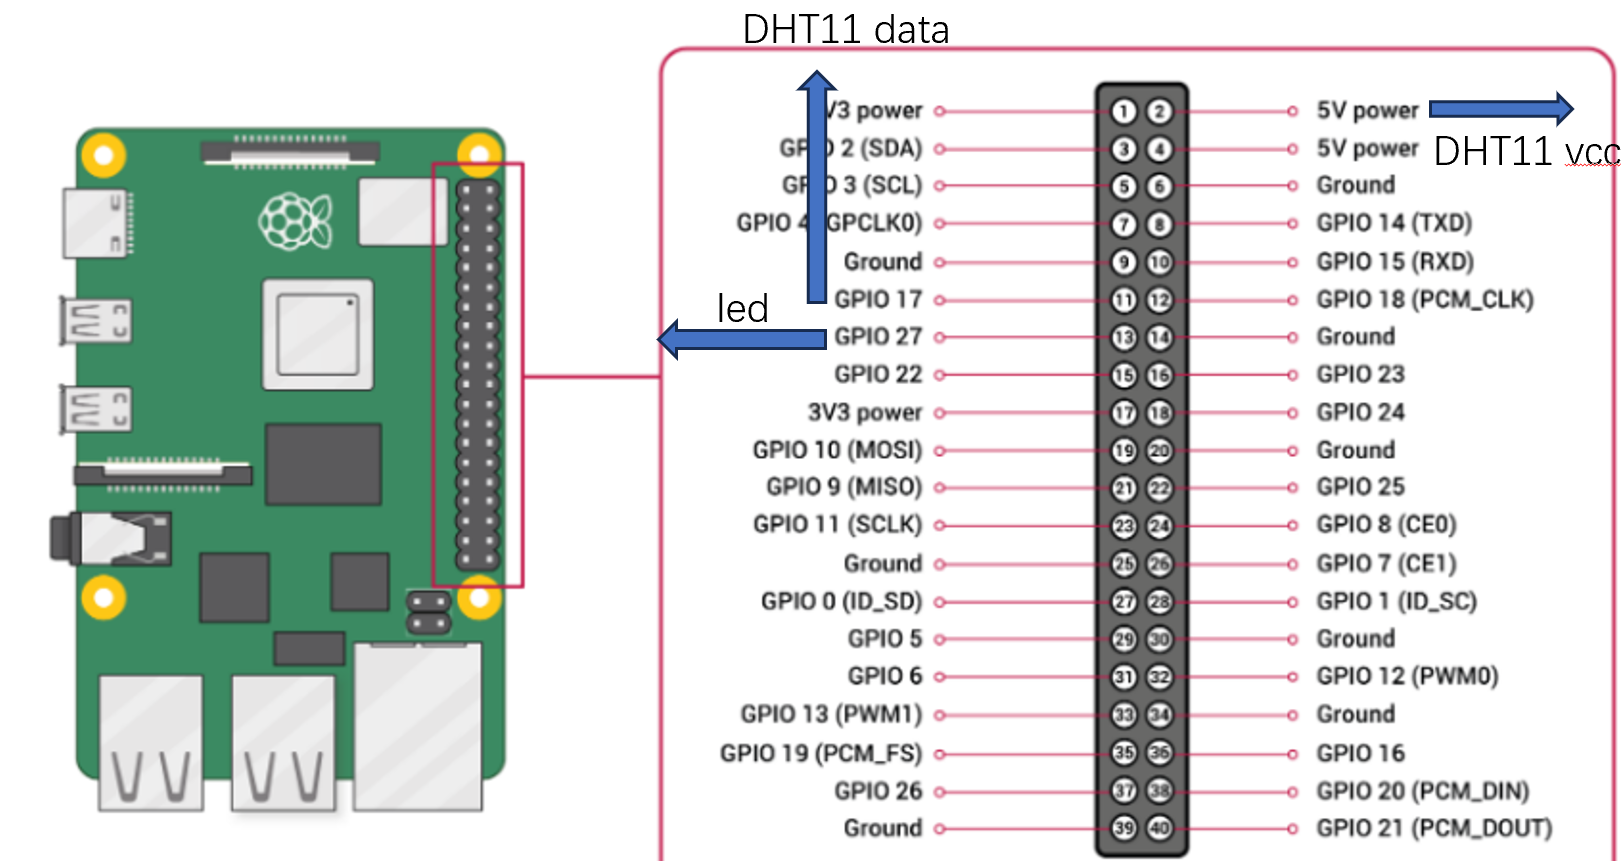 DHT11 data
V3 power 1 2 5V power
DHT11 vcc
GPIO 2 (SDA) 3 4 5V power
GPIO 3 (SCL) 5 6 Ground
GPIO 4 (GPCLK0) 7 8 GPIO 14 (TXD)
Ground 9 10 GPIO 15 (RXD)
GPIO 17 11 12 GPIO 18 (PCM_CLK)
led
GPIO 27 13 14 Ground
GPIO 22 15 16 GPIO 23
3V3 power 17 18 GPIO 24
GPIO 10 (MOSI) 19 20 Ground
GPIO 9 (MISO) 21 22 GPIO 25
GPIO 11 (SCLK) 23 24 GPIO 8 (CE0)
Ground 25 26 GPIO 7 (CE1)
GPIO 0 (ID_SD) 27 28 GPIO 1 (ID_SC)
GPIO 5 29 30 Ground
GPIO 6 31 32 GPIO 12 (PWM0)
GPIO 13 (PWM1) 33 34 Ground
GPIO 19 (PCM_FS) 35 36 GPIO 16
GPIO 26 37 38 GPIO 20 (PCM_DIN)
Ground 39 40 GPIO 21 (PCM_DOUT)